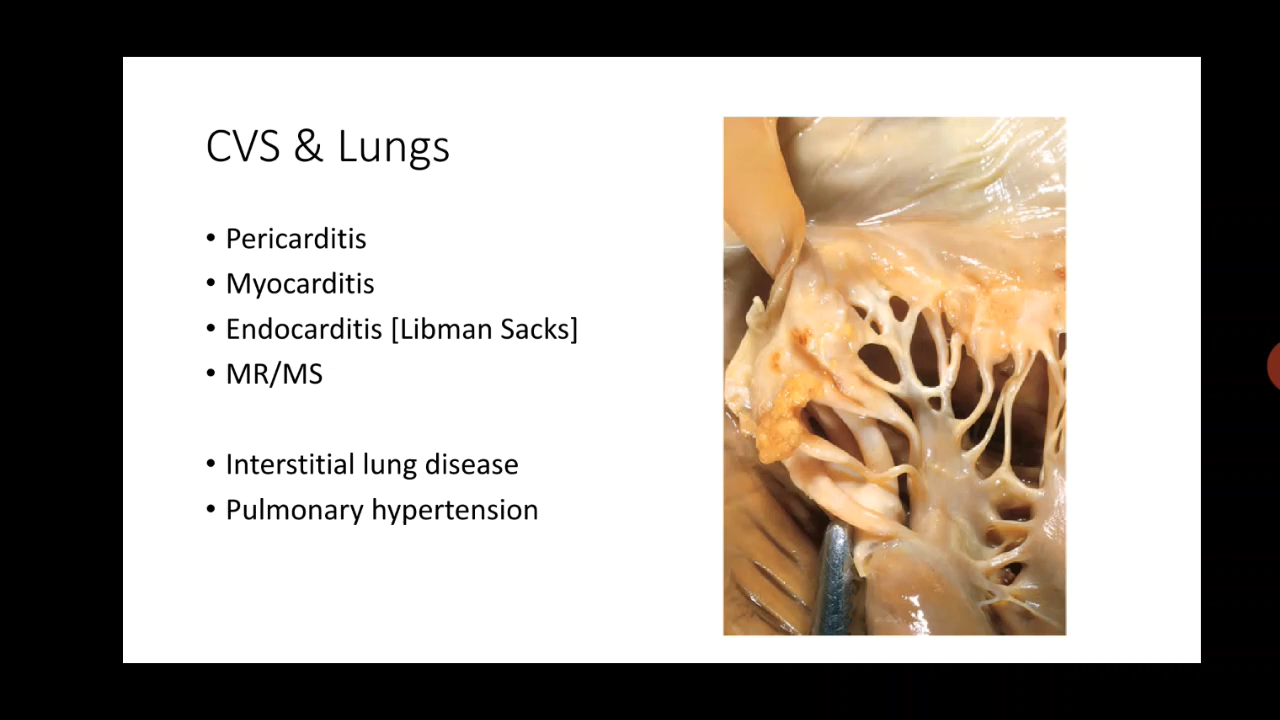 CVS & Lungs
• Pericarditis
• Myocarditis
• Endocarditis [Libman Sacks]
• MR/MS
• Interstitial lung disease
• Pulmonary hypertension